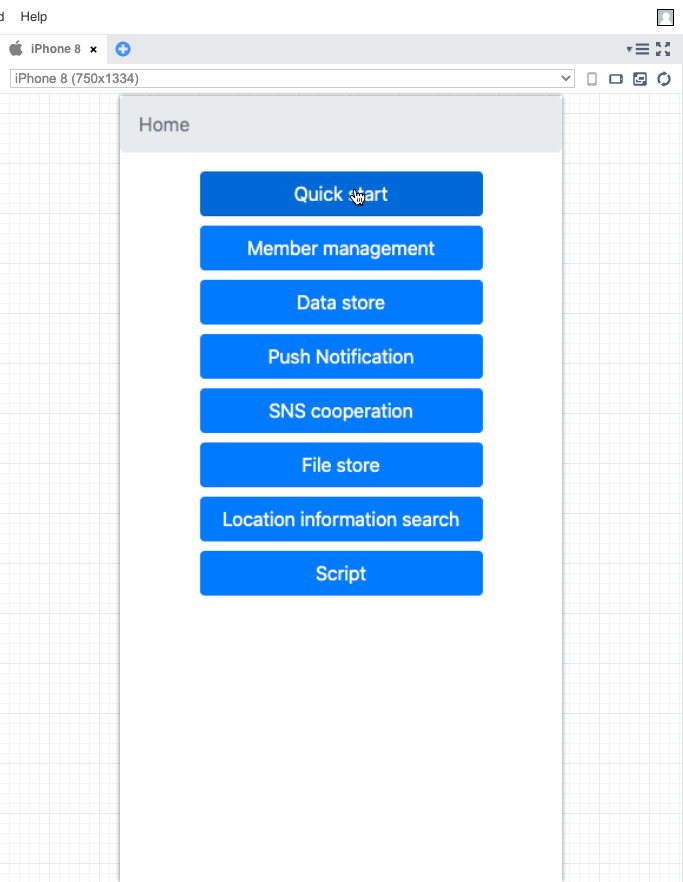 Help
iPhone 8
iPhone 8 (750x1334)
Home
Quick start
Member management
Data store
Push Notification
SNS cooperation
File store
Location information search
Script